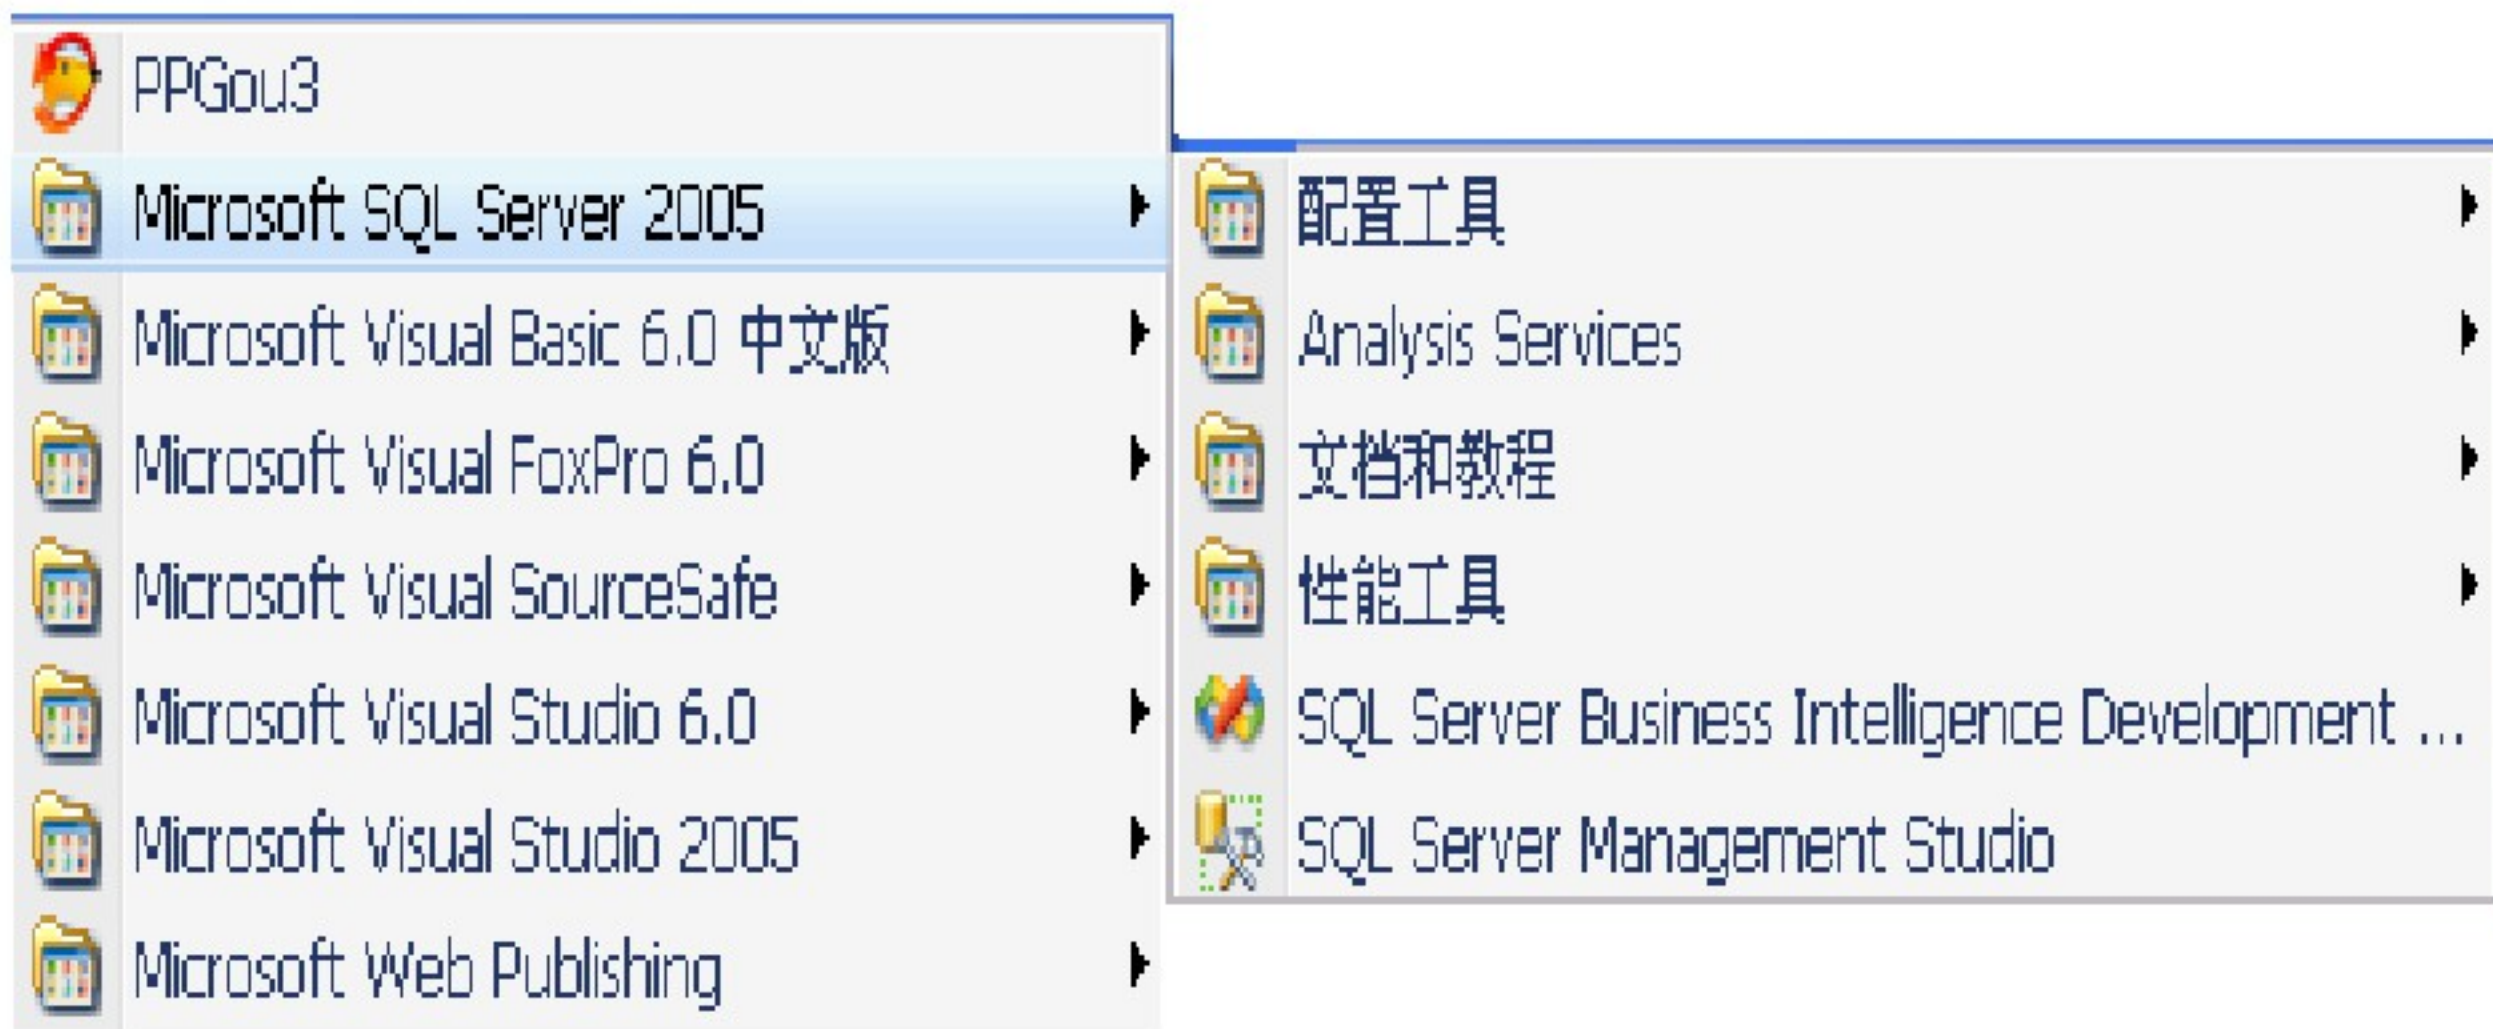 PPGou3
Microsoft SQL Server 2005
Microsoft Visual Basic 6.0 中文版
Microsoft Visual FoxPro 6.0
Microsoft Visual SourceSafe
Microsoft Visual Studio 6.0
Microsoft Visual Studio 2005
Microsoft Web Publishing
配置工具
Analysis Services
文档和教程
性能工具
SQL Server Business Intelligence Development ...
SQL Server Management Studio